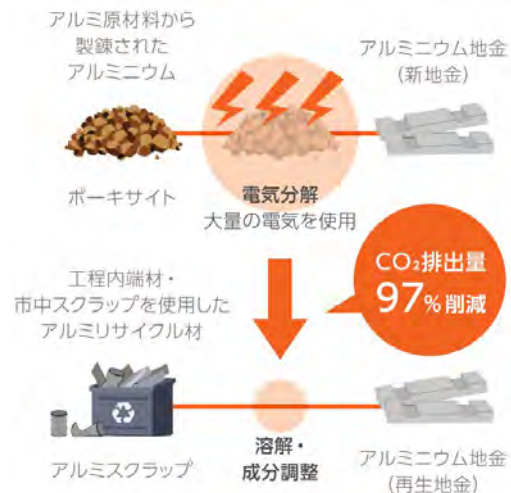 アルミ原材料から
製錬された
アルミニウム
ボーキサイト
電気分解
大量の電気を使用
アルミニウム地金
(新地金)
CO₂排出量
97%削減
工程内端材・
市中スクラップを使用した
アルミリサイクル材
アルミスクラップ
溶解・
成分調整
アルミニウム地金
(再生地金)